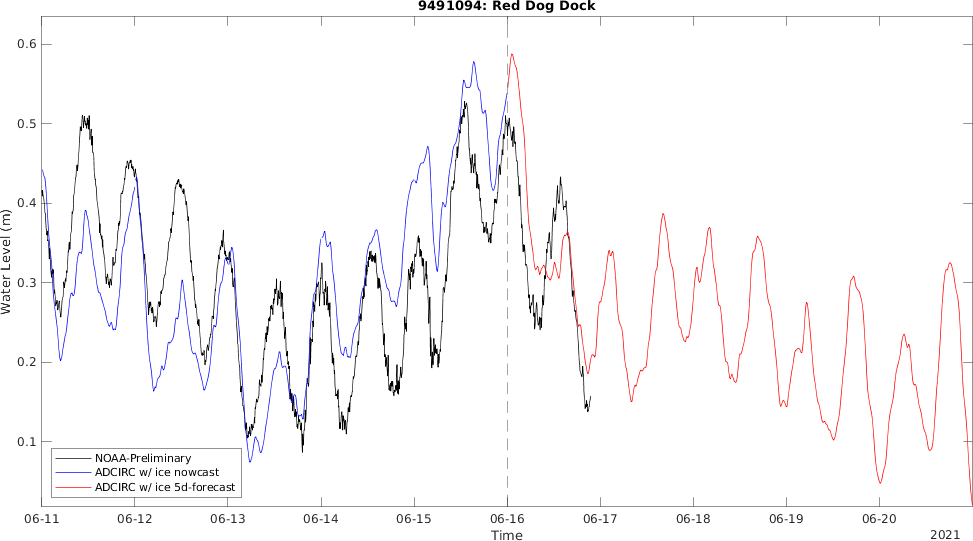 9491094: Red Dog Dock
Water Level (m)
0.6
0.5
0.4
0.3
0.2
0.1
NOAA-Preliminary
ADCIRC w/ ice nowcast
ADCIRC w/ ice 5d-forecast
06-11 06-12 06-13 06-14 06-15 06-16 06-17 06-18 06-19 06-20
Time
2021